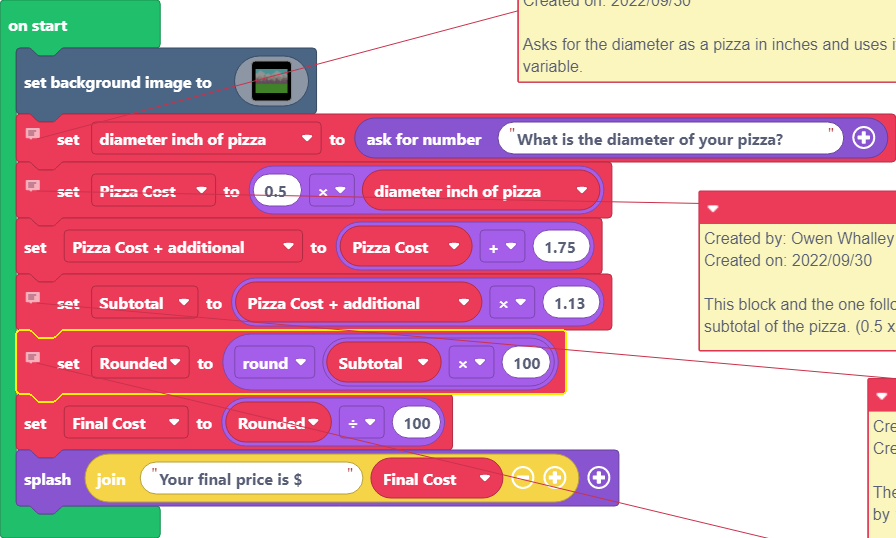 on start
Created on: 2022/09/30
Asks for the diameter as a pizza in inches and uses
variable.
set background image to
set diameter inch of pizza to ask for number "What is the diameter of your pizza? "
set Pizza Cost to 0.5 × diameter inch of pizza
Created by: Owen Whalley
Created on: 2022/09/30
This block and the one
subtotal of the pizza. (0.5 x
set Pizza Cost + additional to Pizza Cost + 1.75
set Subtotal to Pizza Cost + additional × 1.13
set Rounded to round Subtotal × 100
set Final Cost to Rounded ÷ 100
splash join "Your final price is $ " Final Cost
The
by